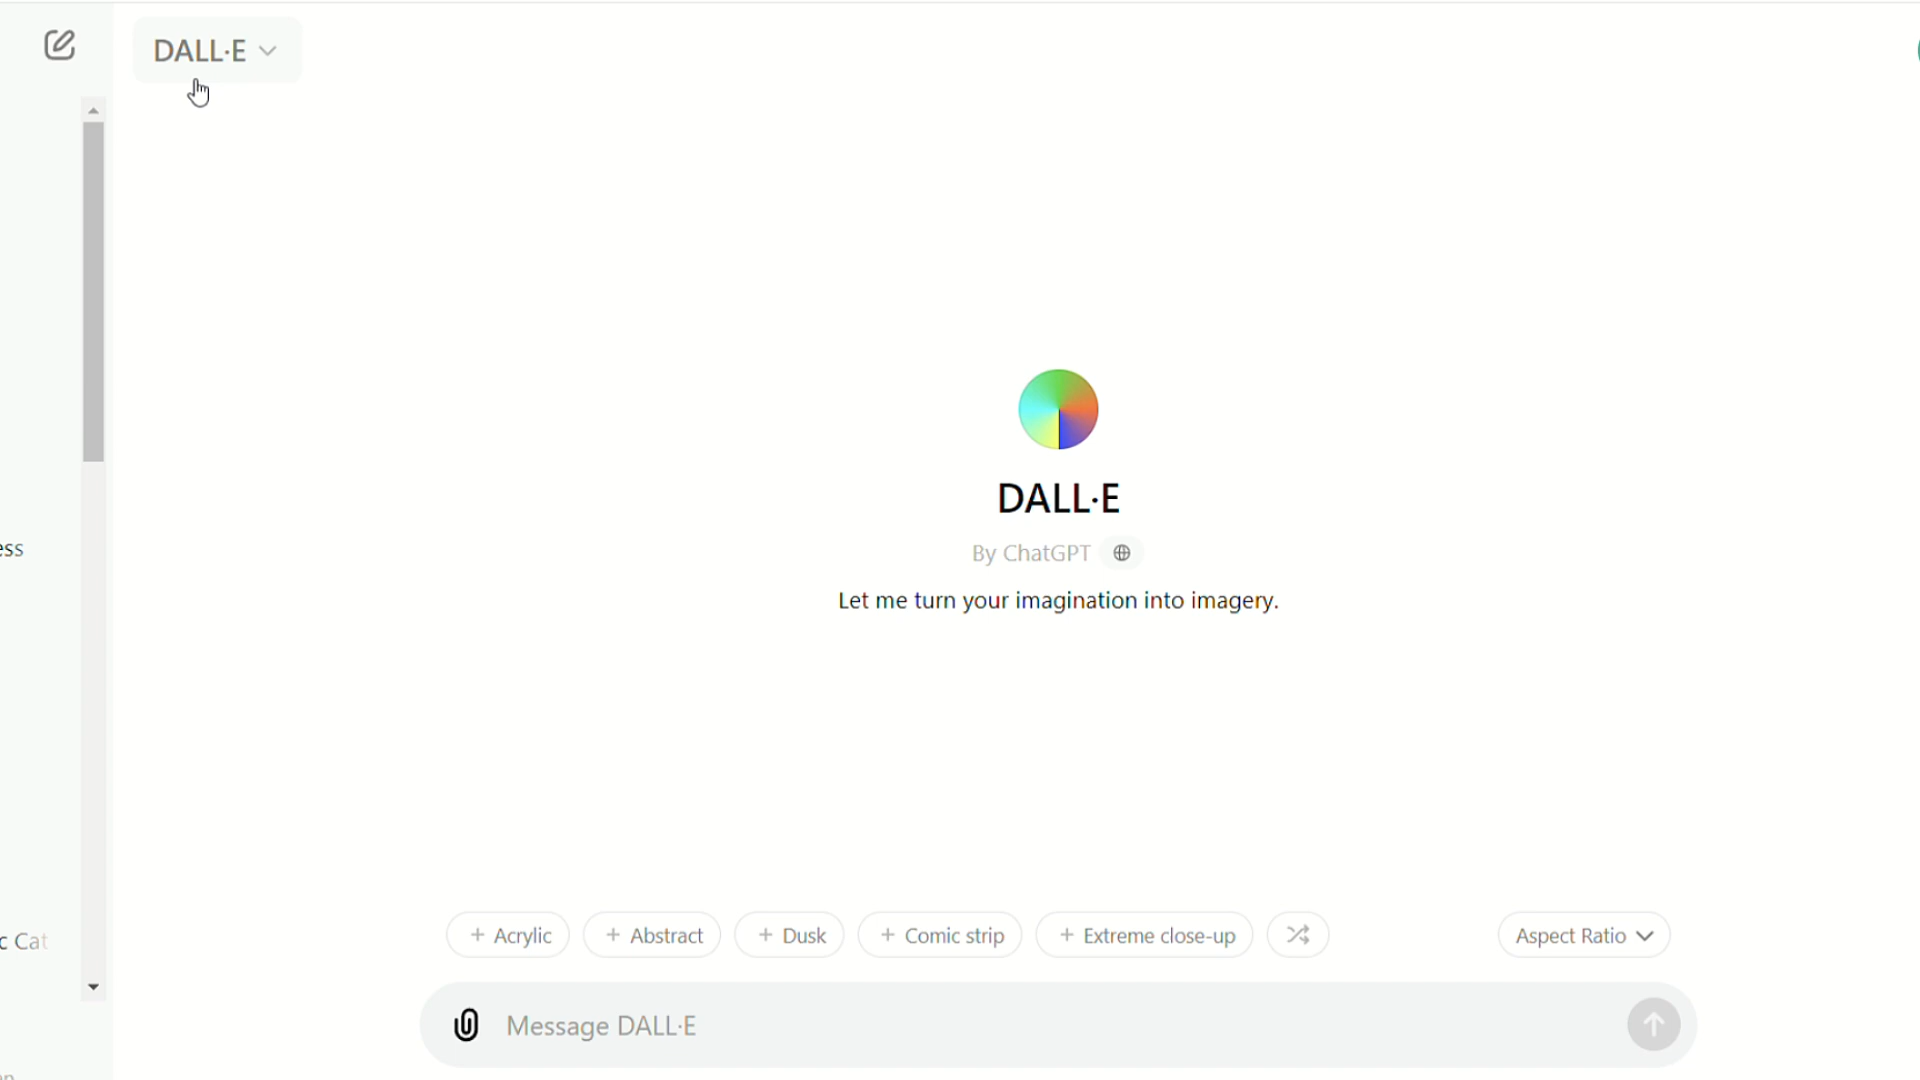 DALL·E
ess
DALL·E
By ChatGPT
Let me turn your imagination into imagery.
c Cat
+ Acrylic
+ Abstract
+ Dusk
+ Comic strip
+ Extreme close-up
Aspect Ratio
Message DALL·E